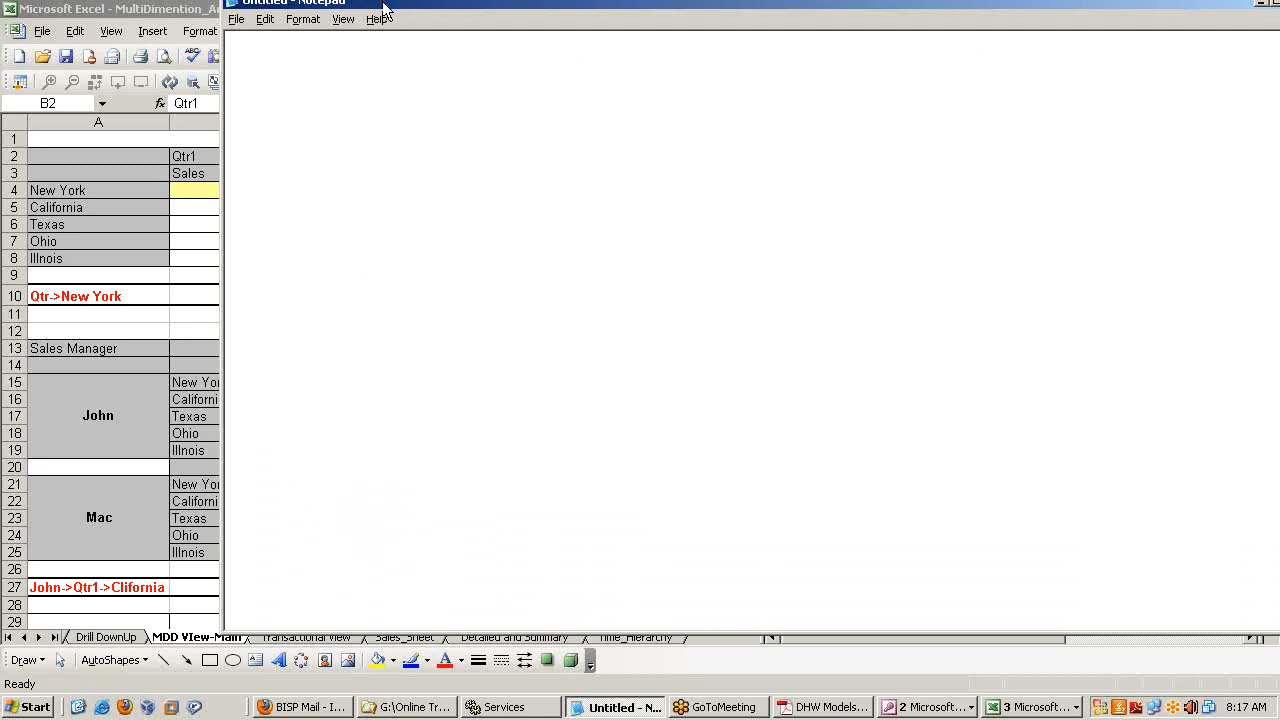 Microsoft Excel - MultiDimention_A
Untitled - Notepad
File Edit View Insert Format
File Edit Format View Help
B2 fx Qtr1
A
1
2 Qtr1
3 Sales
4 New York
5 California
6 Texas
7 Ohio
8 Illnois
9
10 Qtr->New York
11
12
13 Sales Manager
14
15 New Yor
16 Californi
17 John Texas
18 Ohio
19 Illnois
20
21 New Yor
22 Californi
23 Mac Texas
24 Ohio
25 Illnois
26
27 John->Qtr1->Clifornia
28
29
Drill DownUp MDD View-Main Transactional View Sales_Sheet Detailed and Summary Time_Hierarchy
Draw AutoShapes
Ready
Start BISP Mail - I... G:\Online Tr... Services Untitled - N... GoToMeeting DHW Models... 2 Microsoft... 3 Microsoft... 8:17 AM